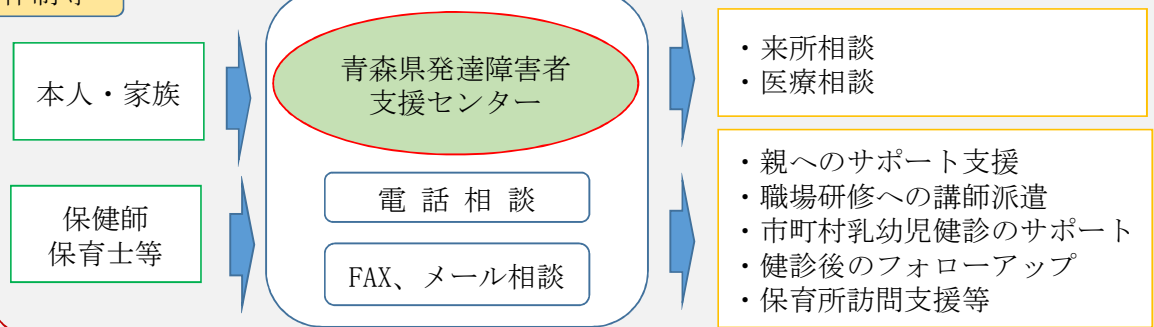 本人・家族
保健師
保育士等
青森県発達障害者
支援センター
電 話 相 談
FAX、メール相談
・来所相談
・医療相談
・親へのサポート支援
・職場研修への講師派遣
・市町村乳幼児健診のサポート
・健診後のフォローアップ
・保育所訪問支援等